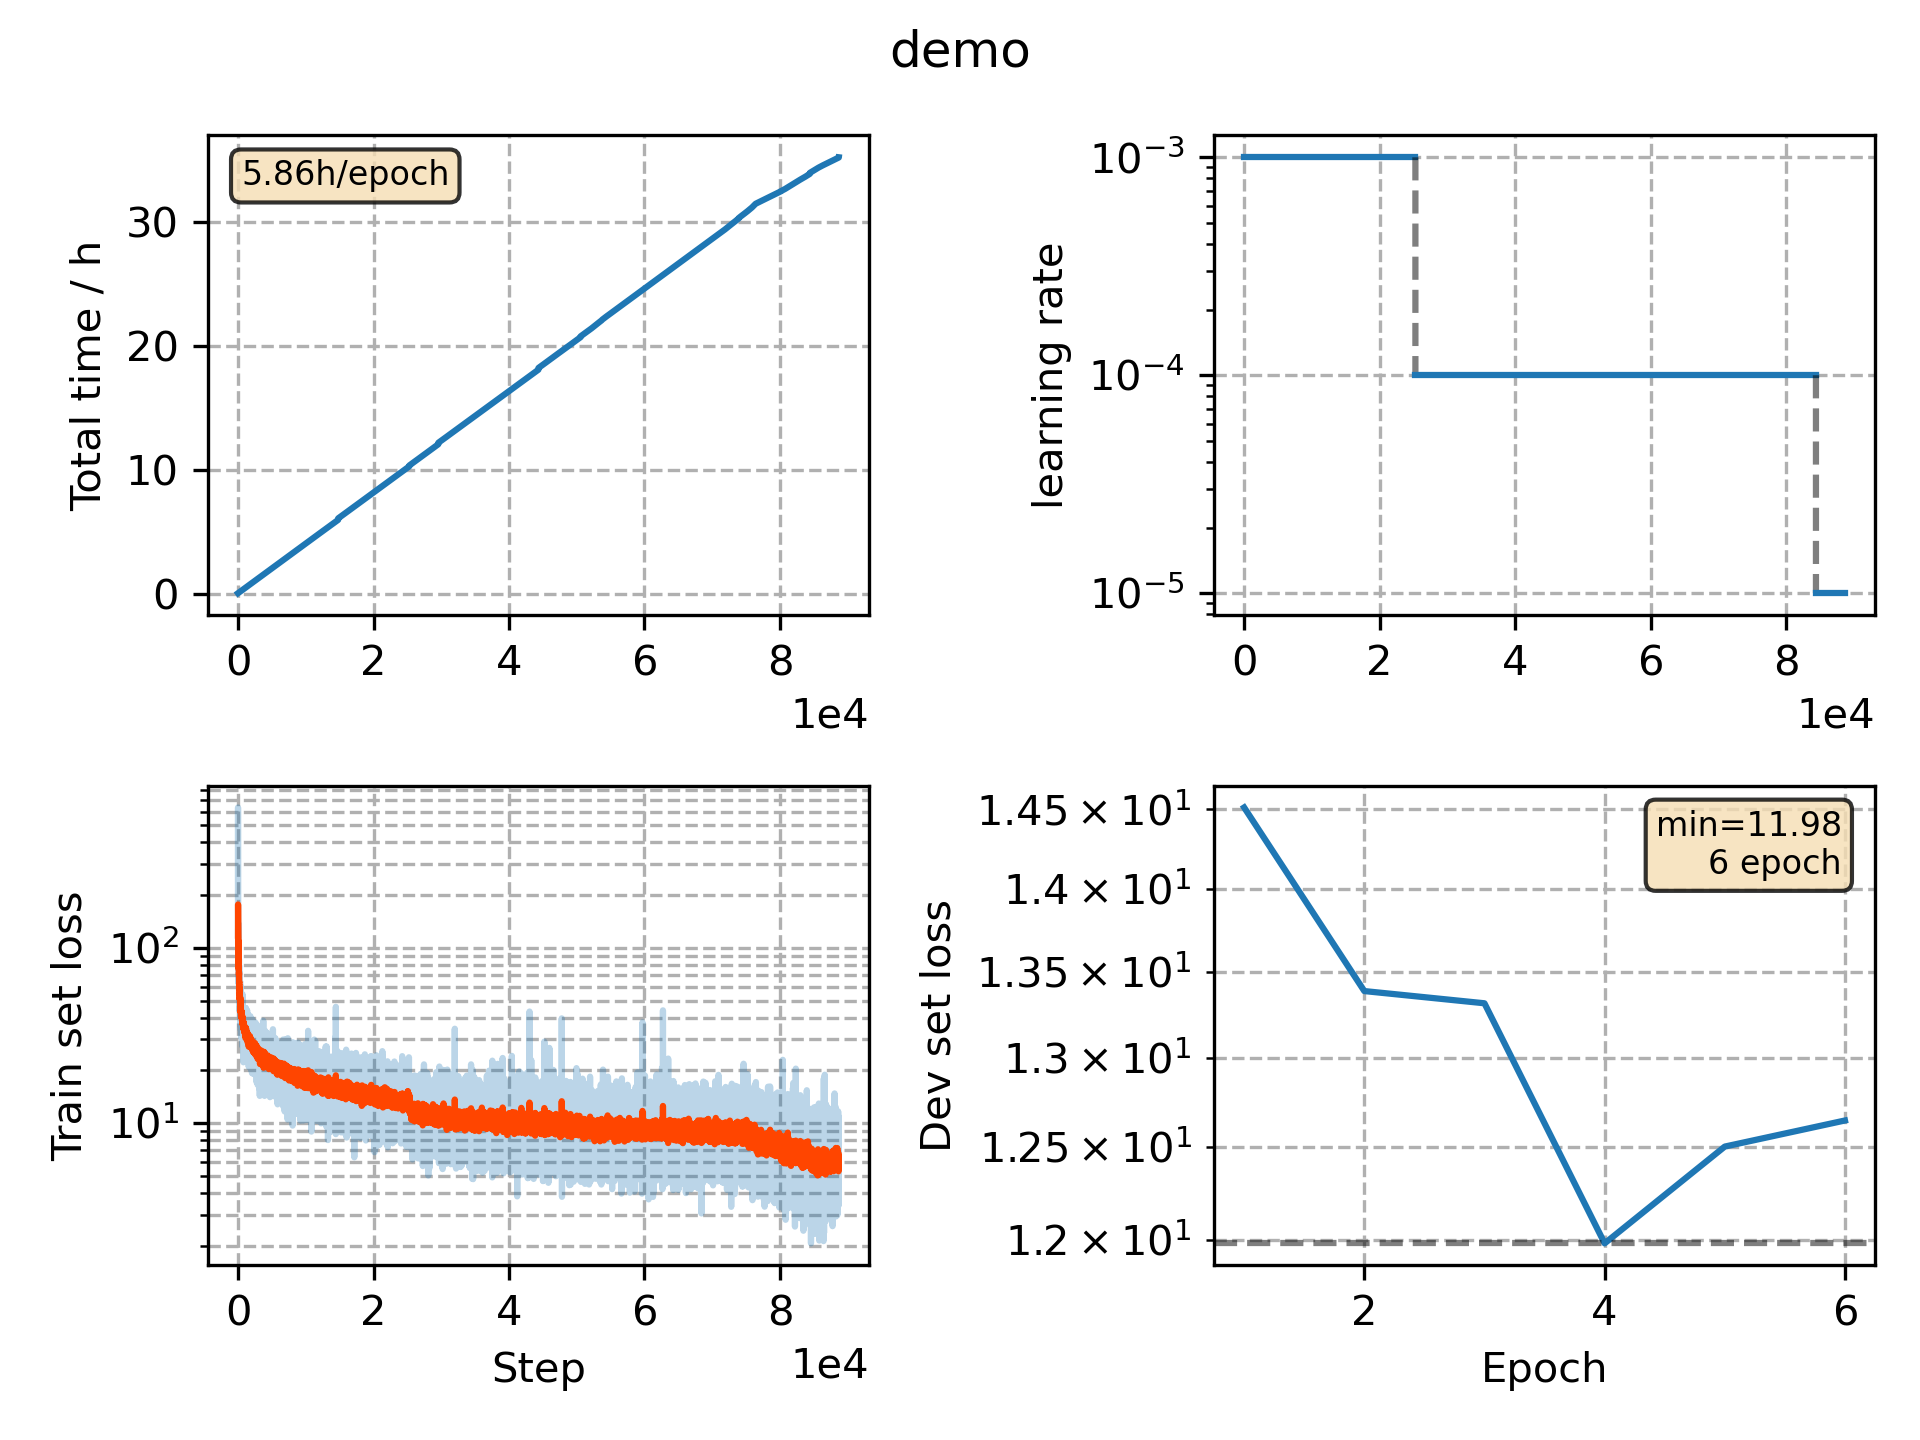 demo
5.86h/epoch
Total time / h
30
20
10
0
0 2 4 6 8
1e4
learning rate
10⁻³
10⁻⁴
10⁻⁵
0 2 4 6 8
1e4
Train set loss
10²
10¹
0 2 4 6 8
Step
1e4
min=11.98
6 epoch
Dev set loss
1.45 × 10¹
1.4 × 10¹
1.35 × 10¹
1.3 × 10¹
1.25 × 10¹
1.2 × 10¹
2 4 6
Epoch